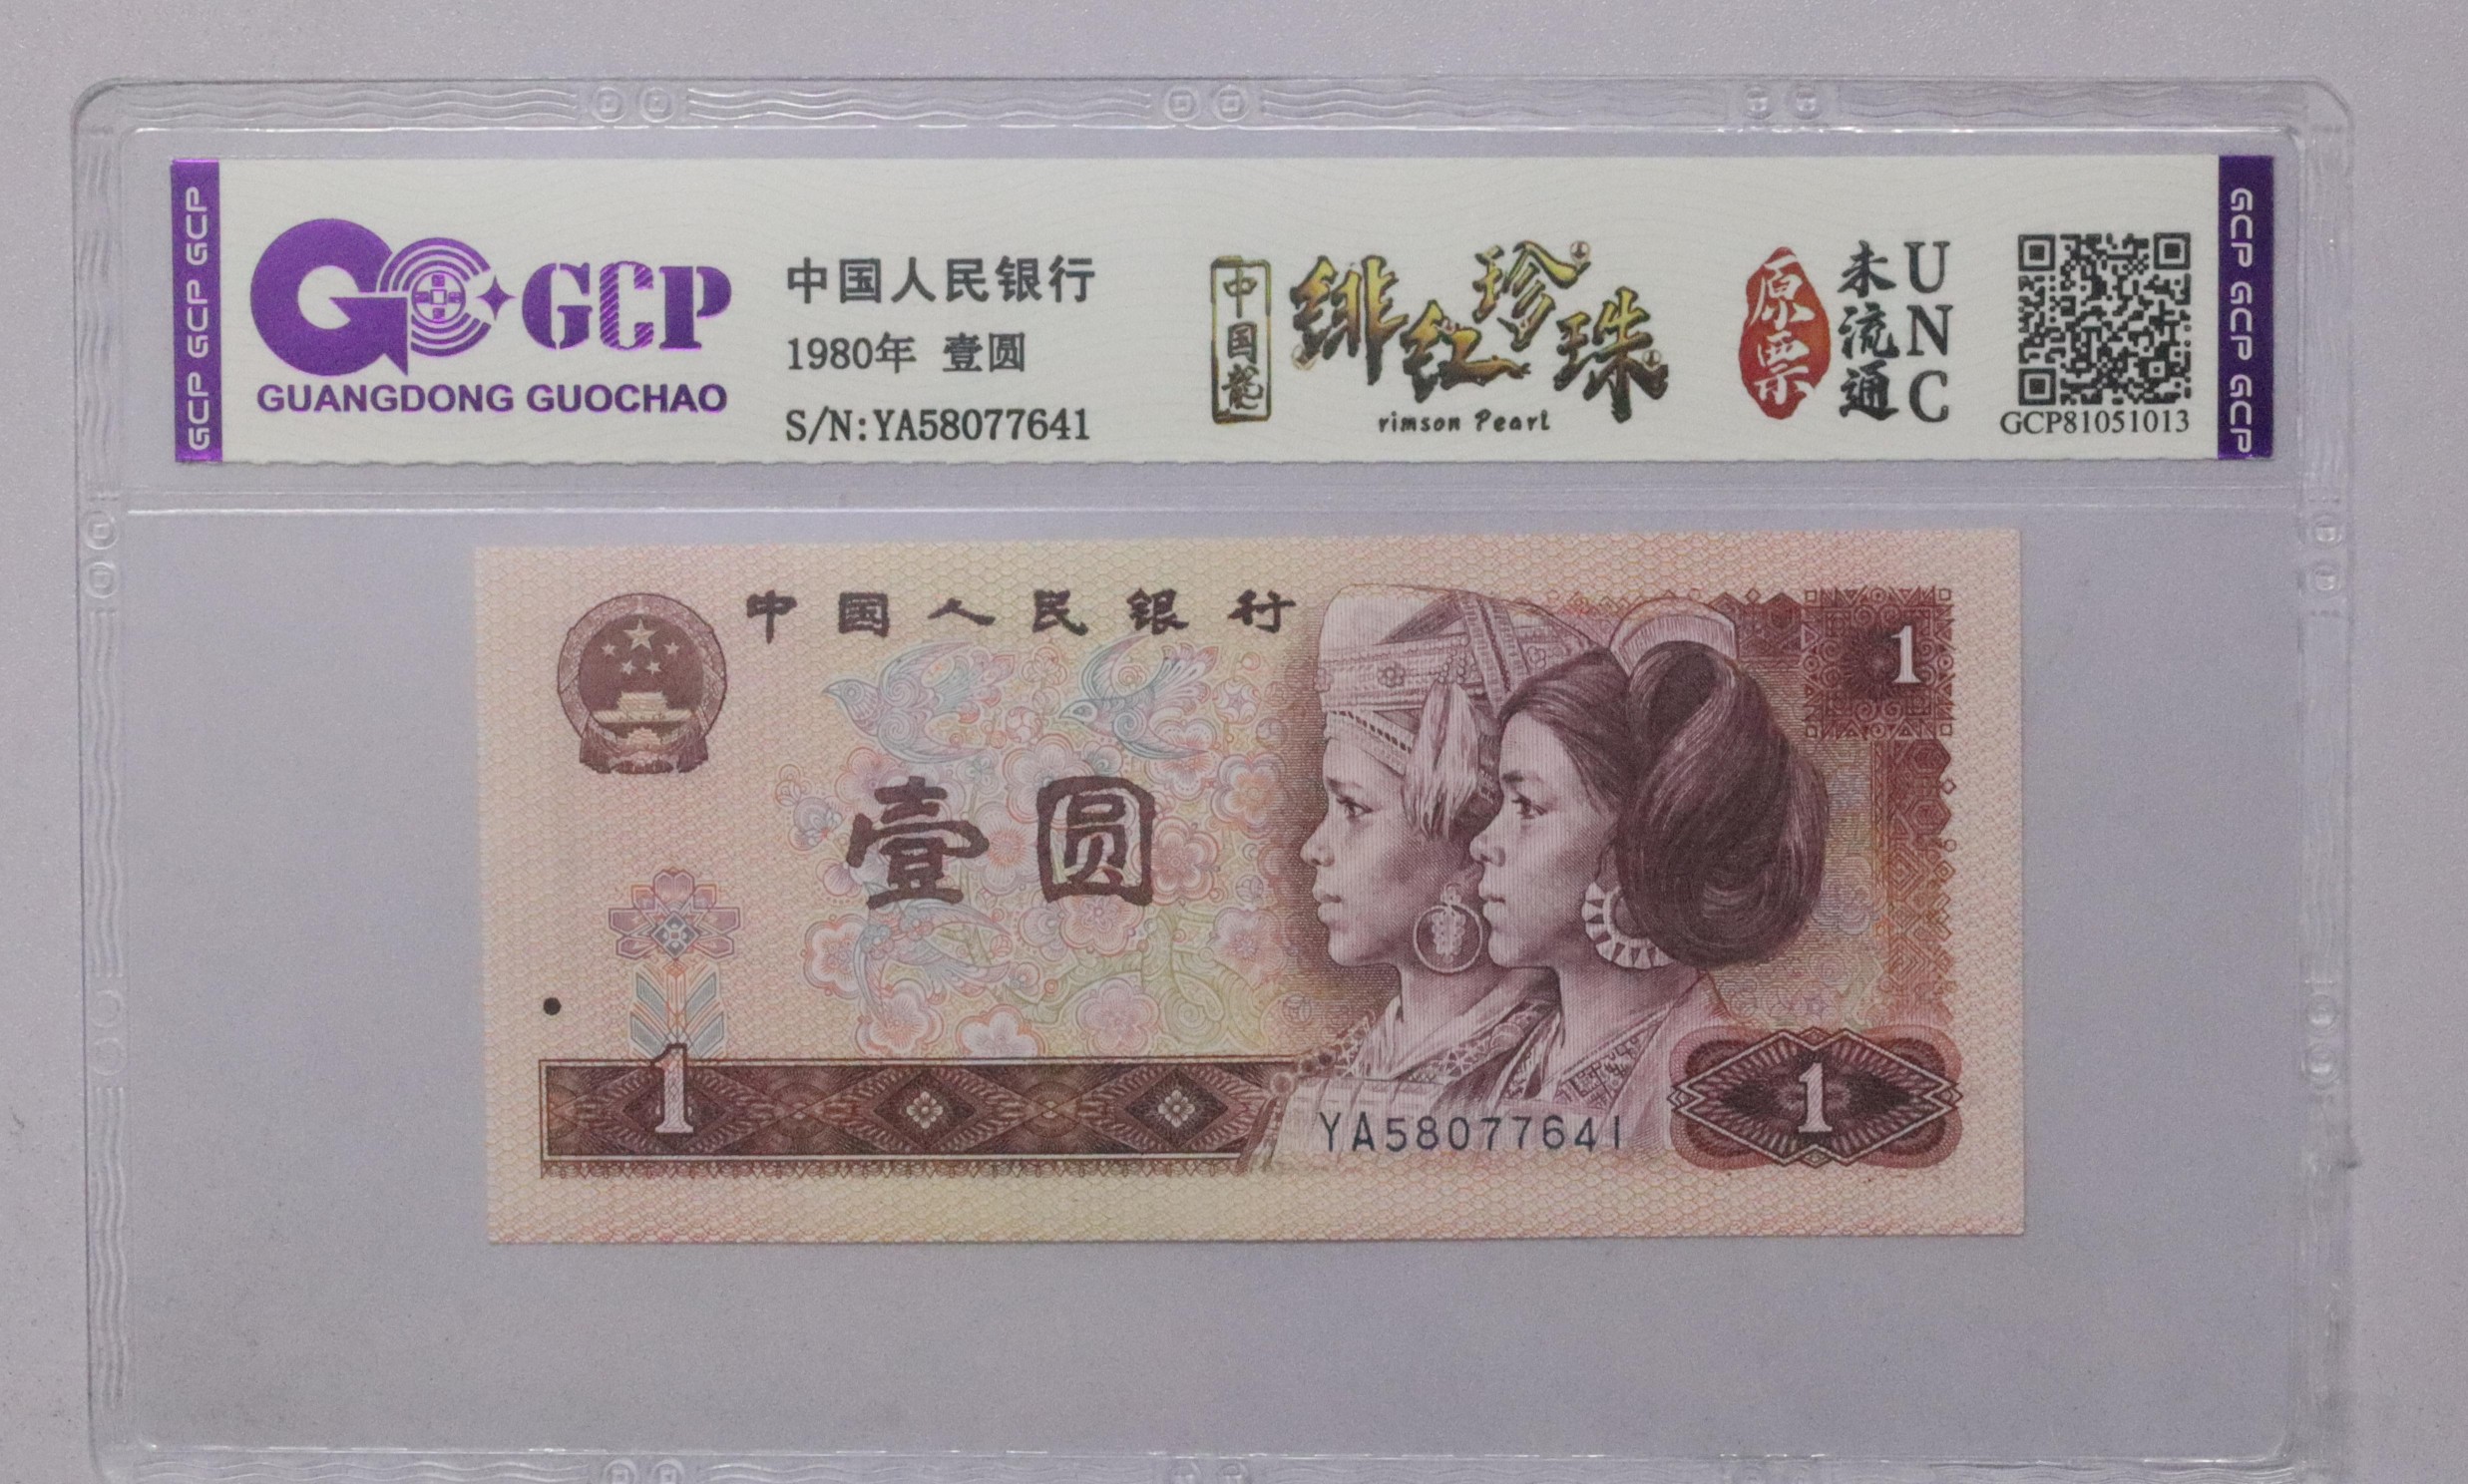 GCP GCP GCP
GCP
GUANGDONG GUOCHAO
中国人民银行
1980年 壹圆
S/N:YA58077641
中国龍
绯红珍珠
rimson Pearl
原票
未流通
UNC
GCP81051013
GCP GCP GCP
中国人民银行
1
壹圆
1
YA58077641
1